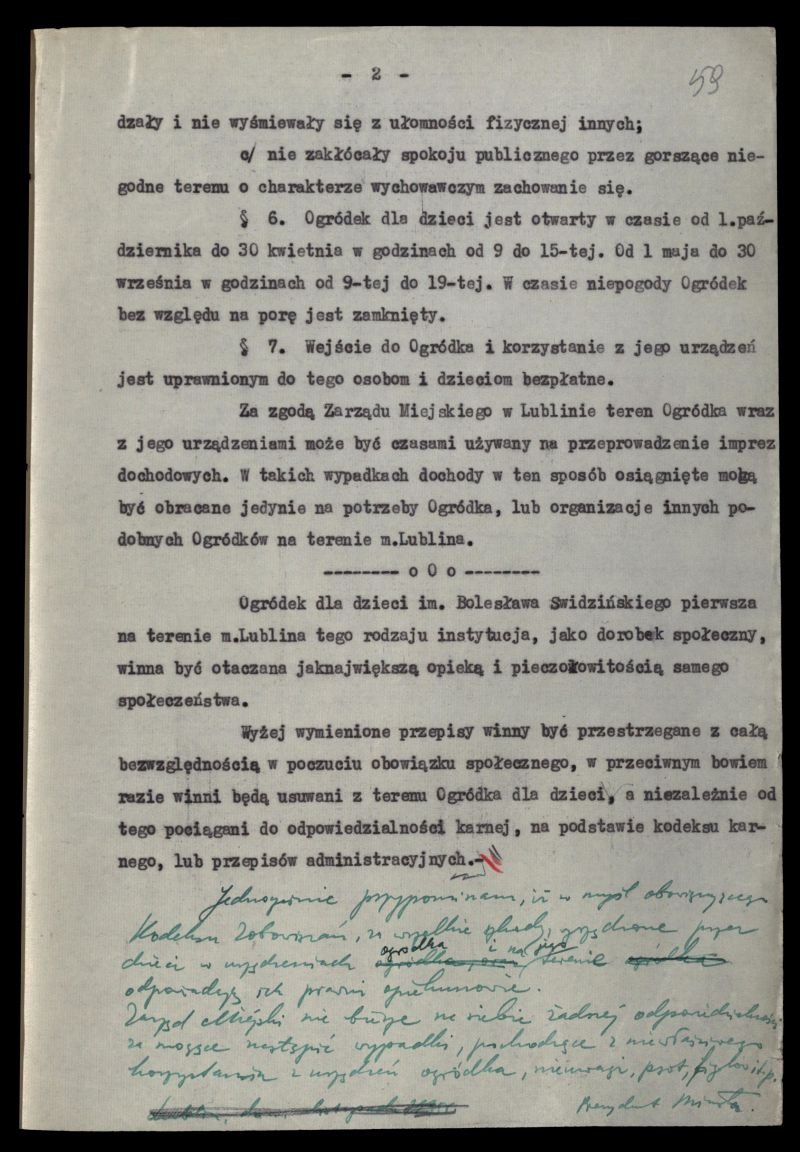 - 2 -
59
dzały i nie wyśmiewały się z ułomności fizycznej innych;
c/ nie zakłócały spokoju publicznego przez gorszące nie-
godne terenu o charakterze wychowawczym zachowanie się.
§ 6. Ogródek dla dzieci jest otwarty w czasie od 1.paź-
dziernika do 30 kwietnia w godzinach od 9 do 15-tej. Od 1 maja do 30
września w godzinach od 9-tej do 19-tej. W czasie niepogody Ogródek
bez względu na porę jest zamknięty.
§ 7. Wejście do Ogródka i korzystanie z jego urządzeń
jest uprawnionym do tego osobom i dzieciom bezpłatne.
Za zgodą Zarządu Miejskiego w Lublinie teren Ogródka wraz
z jego urządzeniami może być czasami używany na przeprowadzenie imprez
dochodowych. W takich wypadkach dochody w ten sposób osiągnięte mogą
być obracane jedynie na potrzeby Ogródka, lub organizacje innych po-
dobnych Ogródków na terenie m.Lublina.
-------- o O o --------
Ogródek dla dzieci im. Bolesława Swidzińskiego pierwsza
na terenie m.Lublina tego rodzaju instytucja, jako dorobek społeczny,
winna być otaczana jaknajwiększą opieką i pieczołowitością samego
społeczeństwa.
Wyżej wymienione przepisy winny być przestrzegane z całą
bezwzględnością w poczuciu obowiązku społecznego, w przeciwnym bowiem
razie winni będą usuwani z terenu Ogródka dla dzieci, a niezależnie od
tego pociągani do odpowiedzialności karnej, na podstawie kodeksu kar-
nego, lub przepisów administracyjnych.-
Jednocześnie przypominam, iż w myśl obowiązującego
Kodeksu Zobowiązań, za wszelkie szkody, wyrządzone przez
ogródka i na jego
dzieci w urządzeniach ogródka, oraz terenie ogródka
odpowiadają ich prawni opiekunowie.
Zarząd Miejski nie bierze na siebie żadnej odpowiedzialności
za mogące nastąpić wypadki, pochodzące z niewłaściwego
korzystania z urządzeń ogródka, nieuwagi, psot, figlów itp.
Lublin, dn. listopada
Prezydent Miasta.